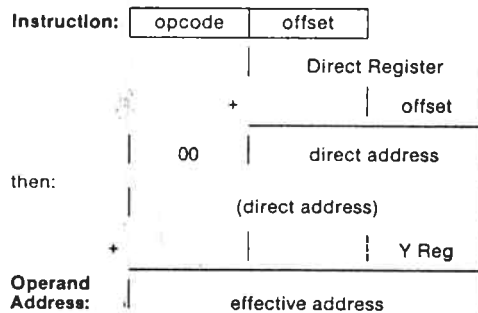 Instruction: opcode offset
Direct Register
+ offset
00 direct address
then:
(direct address)
+ Y Reg
Operand
Address: effective address